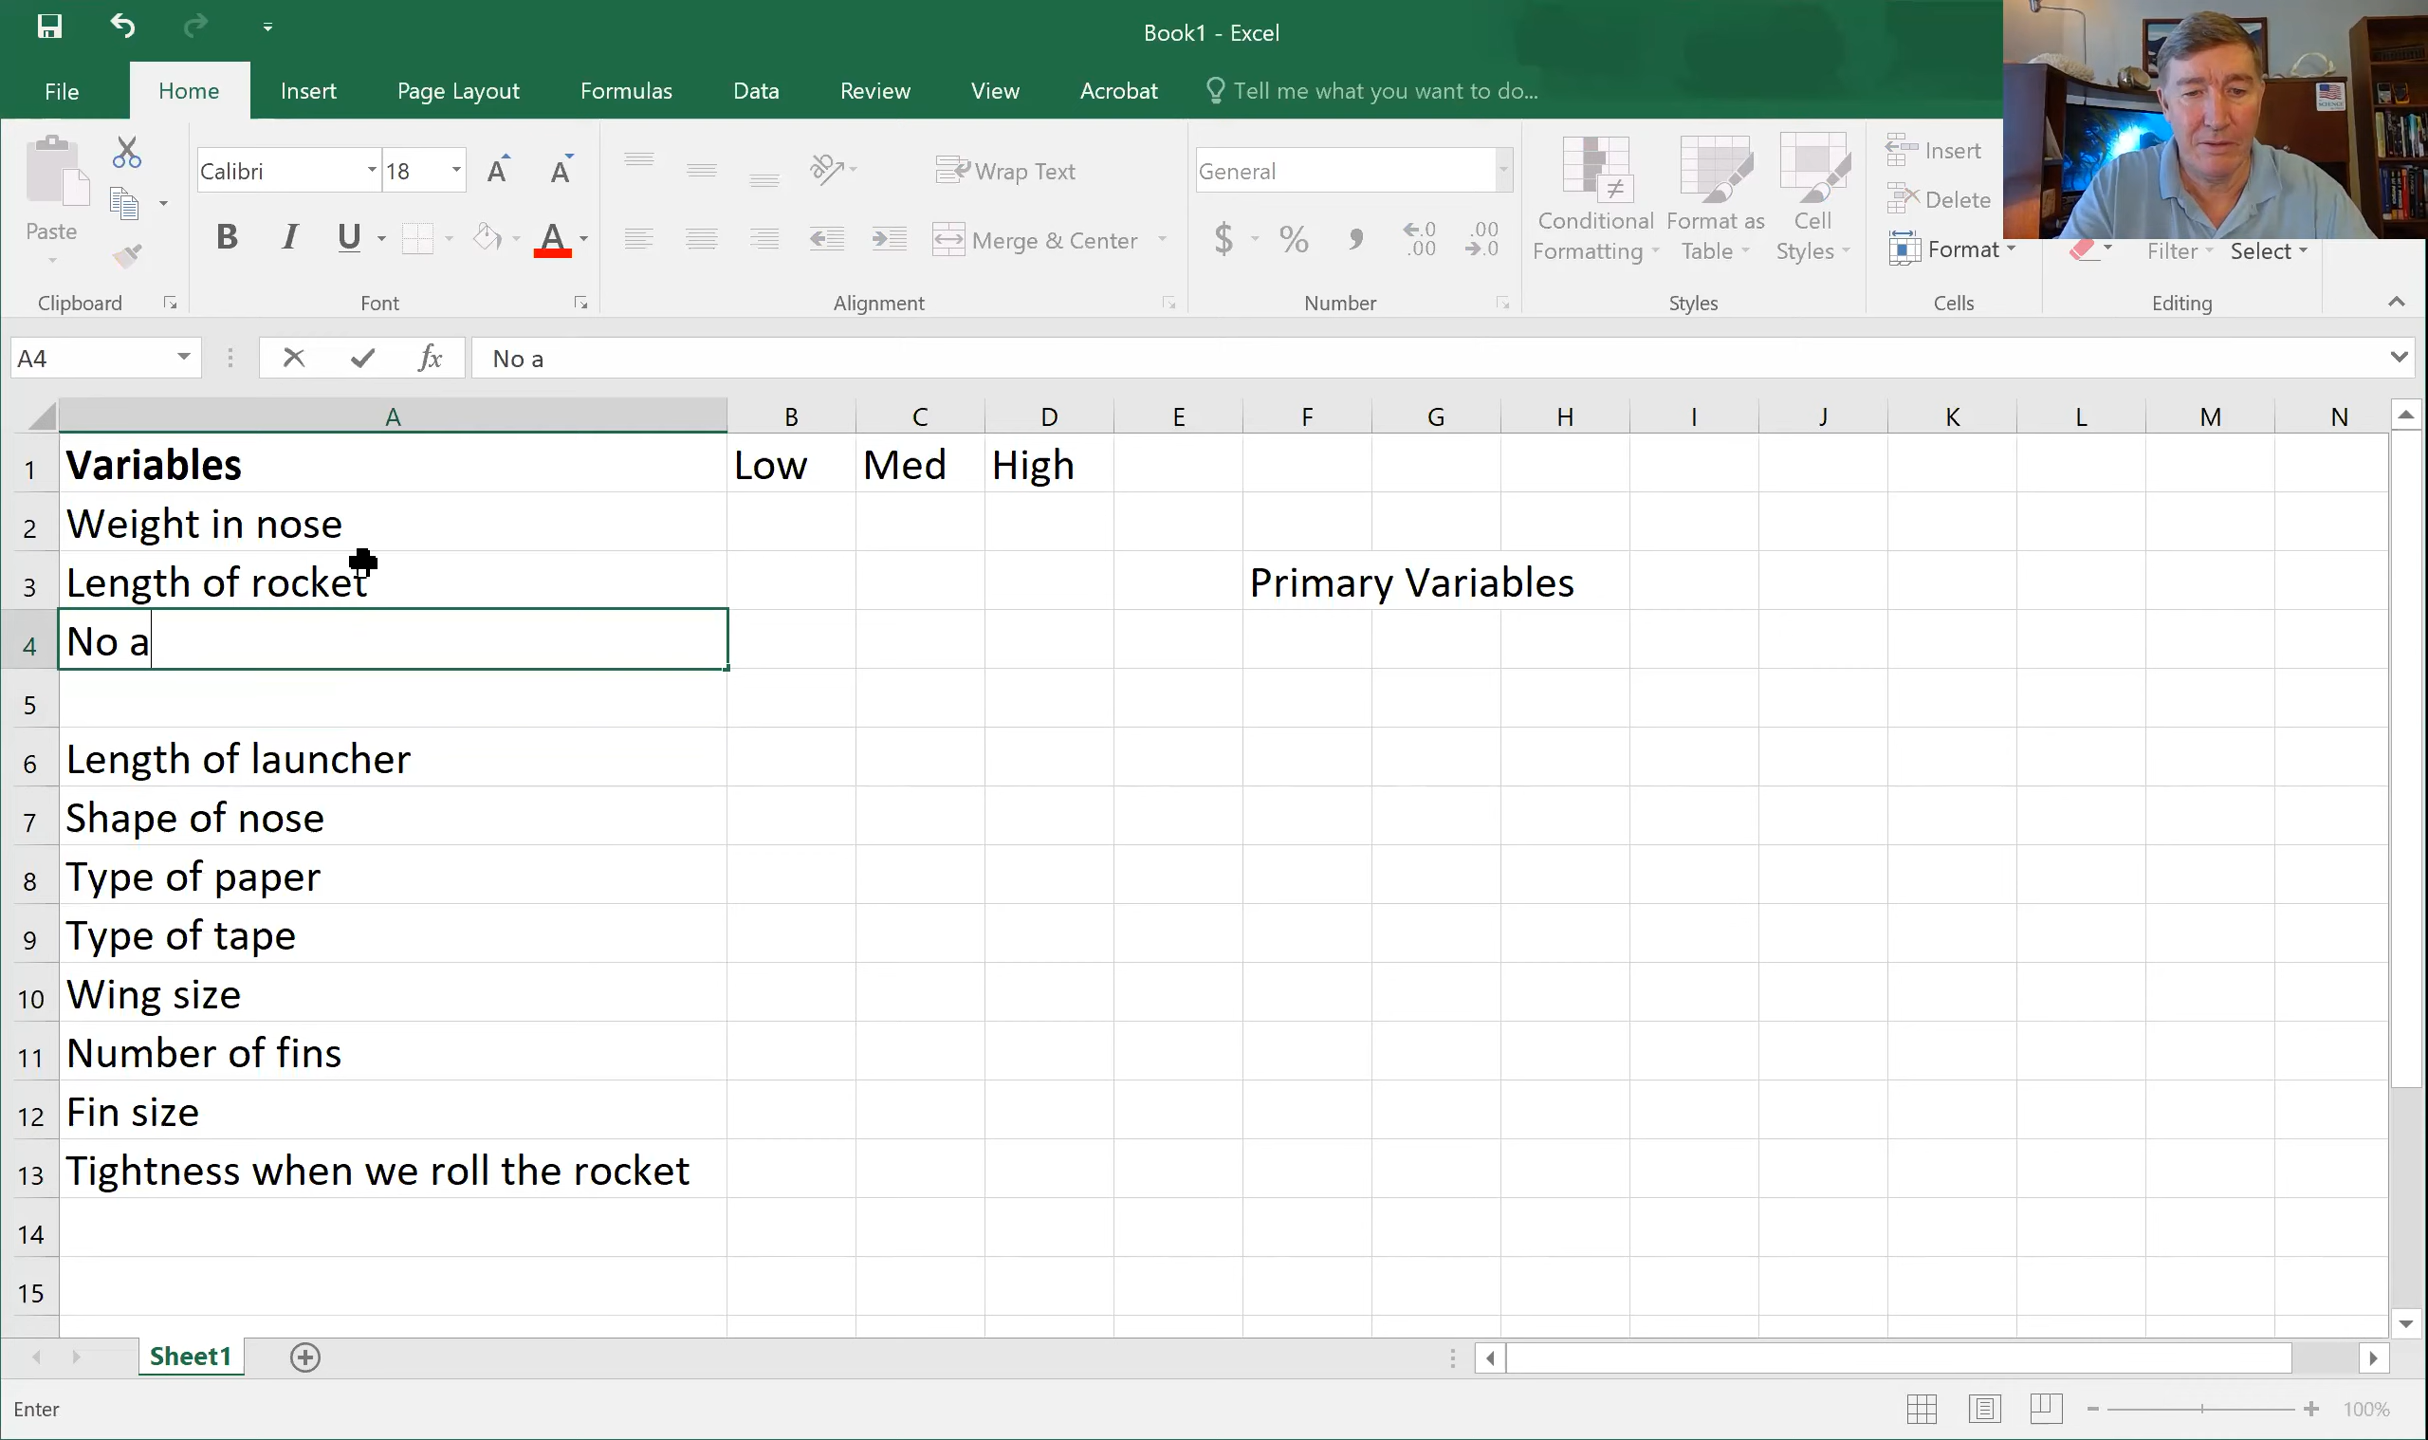 Book1 - Excel
File Home Insert Page Layout Formulas Data Review View Acrobat Tell me what you want to do...
Paste
Clipboard
Calibri 18
A A
B I U A
Font
Wrap Text
Merge & Center
Alignment
General
$ % , .0 .00 .00 .0
Number
Conditional Formatting
Format as Table
Cell Styles
Styles
Insert
Delete
Format
Cells
Filter Select
Editing
A4 fx No a
A B C D E F G H I J K L M N
1 Variables Low Med High
2 Weight in nose
3 Length of rocket Primary Variables
4 No a
5
6 Length of launcher
7 Shape of nose
8 Type of paper
9 Type of tape
10 Wing size
11 Number of fins
12 Fin size
13 Tightness when we roll the rocket
14
15
Sheet1
Enter 100%